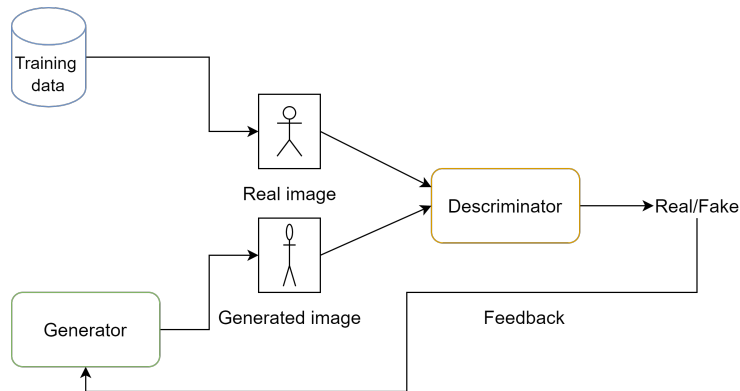 Training
data
Real image
Descriminator
Real/Fake
Generated image
Generator
Feedback